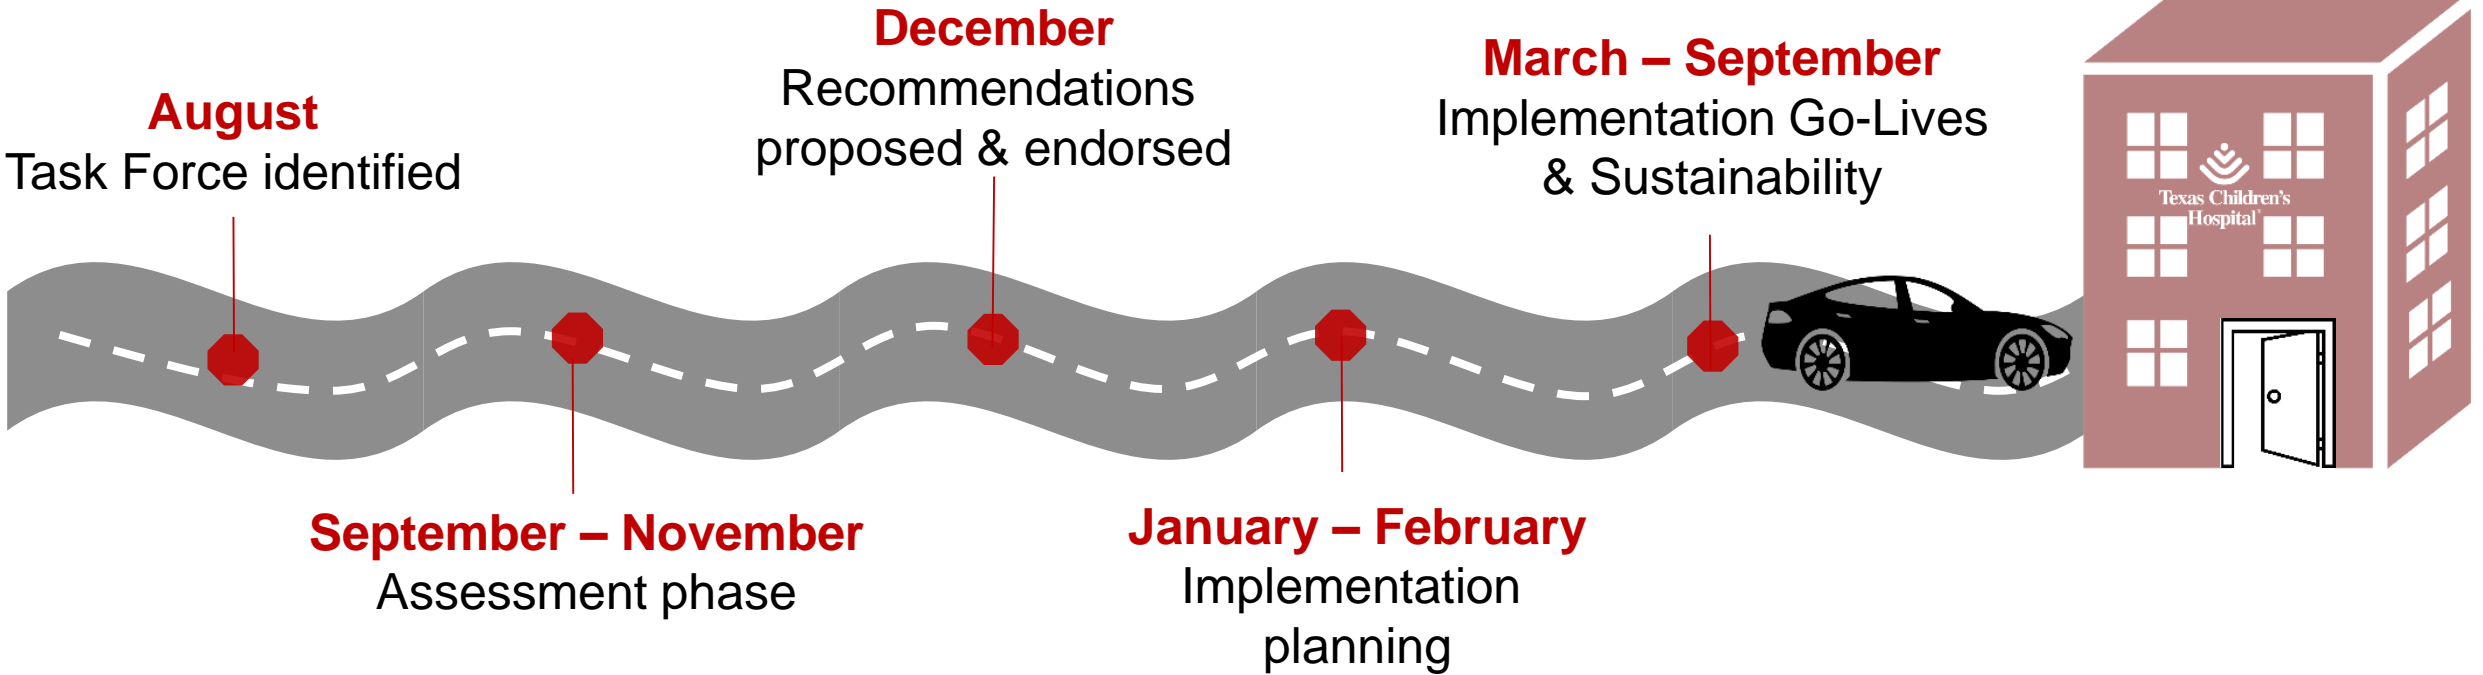 August
Task Force identified
September – November
Assessment phase
December
Recommendations
proposed & endorsed
January – February
Implementation
planning
March – September
Implementation Go-Lives
& Sustainability
Texas Children's
Hospital